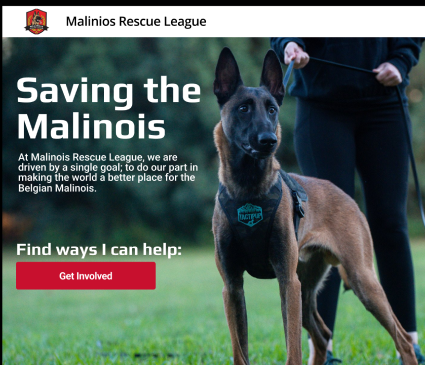 Malinios Rescue League
Saving the
Malinois
At Malinois Rescue League, we are
driven by a single goal; to do our part in
making the world a better place for the
Belgian Malinois.
TACTIPUP
Find ways I can help:
Get Involved